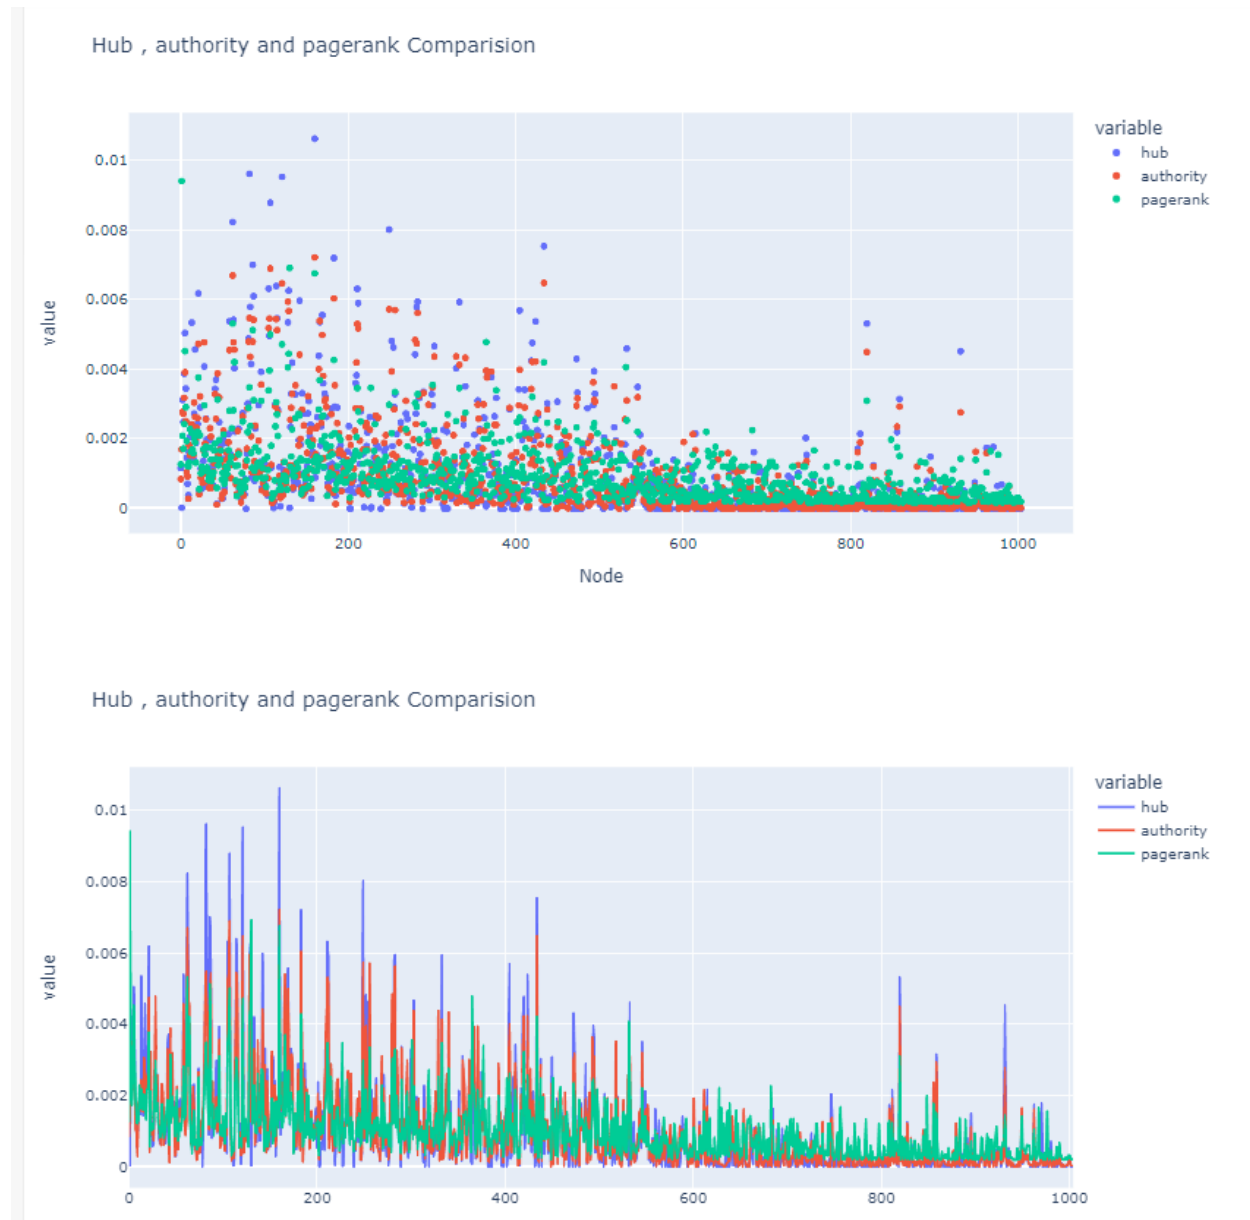 Hub , authority and pagerank Comparision
variable
hub
authority
pagerank
0.01
0.008
0.006
0.004
0.002
0
value
0 200 400 600 800 1000
Node
Hub , authority and pagerank Comparision
variable
hub
authority
pagerank
0.01
0.008
0.006
0.004
0.002
0
value
0 200 400 600 800 1000